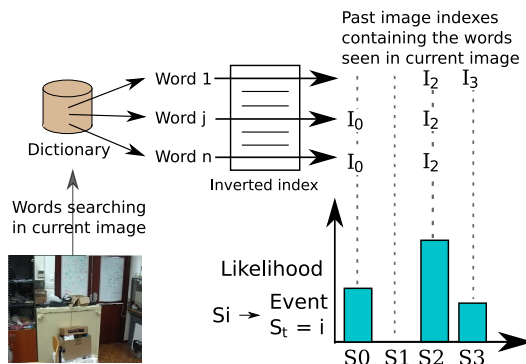 Past image indexes
containing the words
seen in current image
Word 1
I2 I3
Word j
I0 I2
Dictionary
Word n
I0 I2
Inverted index
Words searching
in current image
Likelihood
Si → Event
St = i
S0 S1 S2 S3